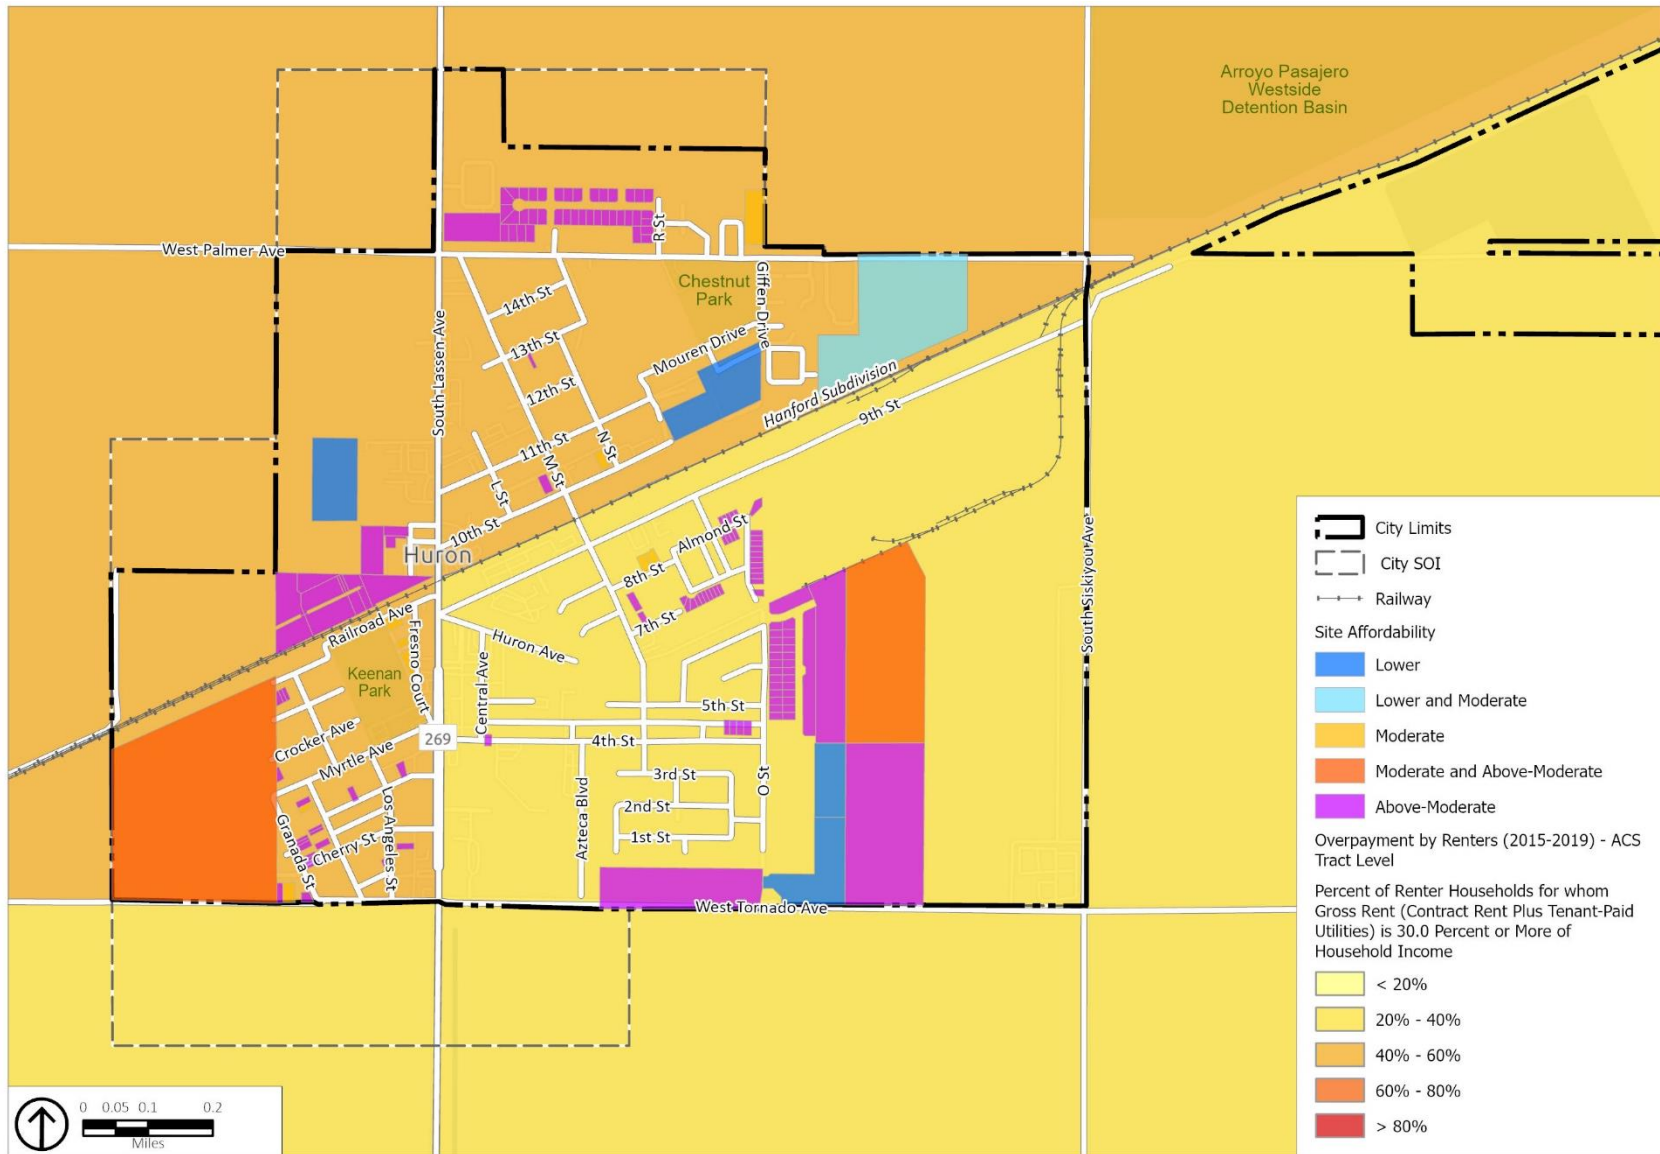 Arroyo Pasajero
Westside
Detention Basin
West Palmer Ave
R St
Chestnut
Park
Giffen Drive
14th St
13th St
12th St
11th St
10th St
South Lassen Ave
Mouren Drive
N St
M St
L St
Hanford Subdivision
9th St
Huron
Almond St
8th St
7th St
Railroad Ave
Fresno Court
Huron Ave
Central Ave
Keenan
Park
South Siskiyou Ave
5th St
269
4th St
Crocker Ave
Myrtle Ave
3rd St
2nd St
1st St
O St
Azteca Blvd
Los Angeles St
Granada St
Cherry St
West Tornado Ave
City Limits
City SOI
Railway
Site Affordability
Lower
Lower and Moderate
Moderate
Moderate and Above-Moderate
Above-Moderate
Overpayment by Renters (2015-2019) - ACS
Tract Level
Percent of Renter Households for whom
Gross Rent (Contract Rent Plus Tenant-Paid
Utilities) is 30.0 Percent or More of
Household Income
< 20%
20% - 40%
40% - 60%
60% - 80%
> 80%
0 0.05 0.1 0.2
Miles